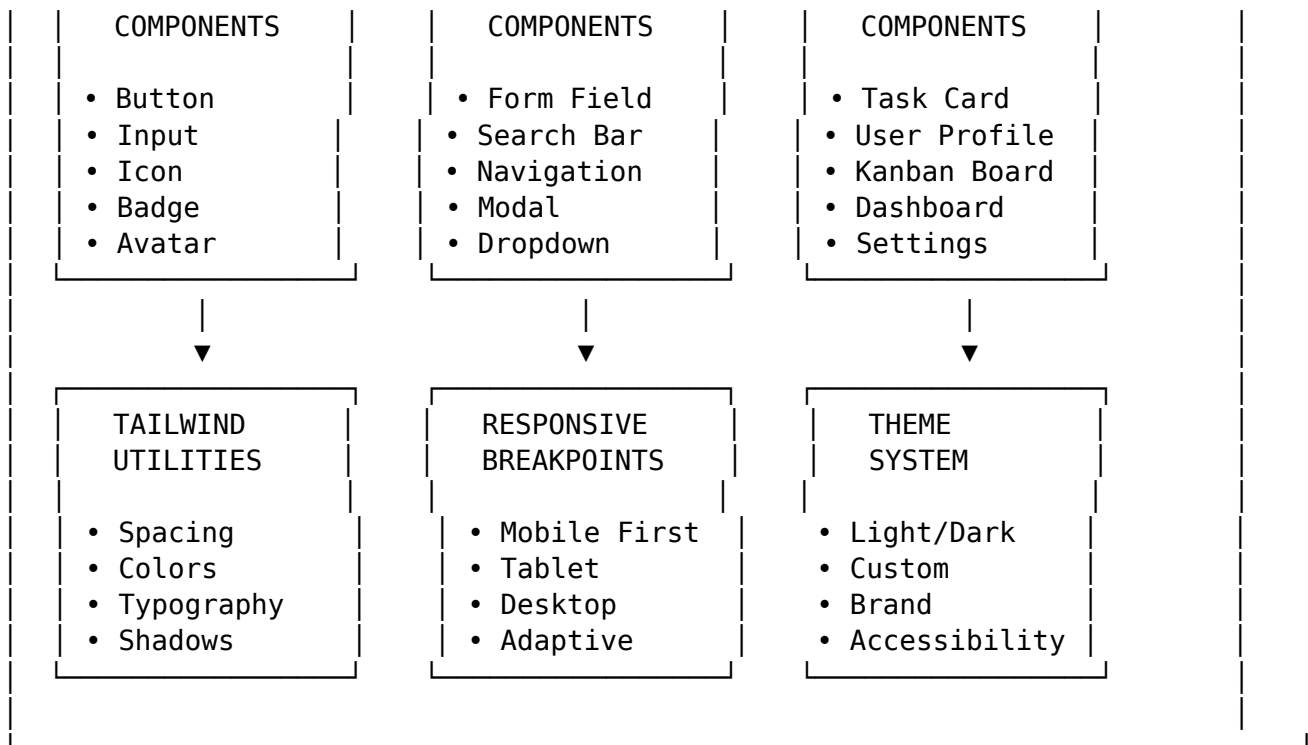 COMPONENTS COMPONENTS COMPONENTS
• Button • Form Field • Task Card
• Input • Search Bar • User Profile
• Icon • Navigation • Kanban Board
• Badge • Modal • Dashboard
• Avatar • Dropdown • Settings
TAILWIND RESPONSIVE THEME
UTILITIES BREAKPOINTS SYSTEM
• Spacing • Mobile First • Light/Dark
• Colors • Tablet • Custom
• Typography • Desktop • Brand
• Shadows • Adaptive • Accessibility